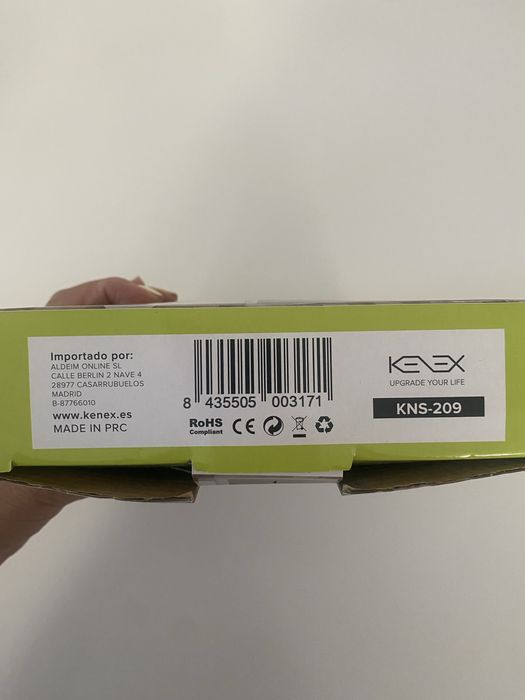 Importado por:
ALDEIM ONLINE SL
CALLE BERLIN 2 NAVE 4
28977 CASARRUBUELOS
MADRID
B-87766010
www.kenex.es
MADE IN PRC
8 435505 003171
RoHS
Compliant
CE
KENEX
UPGRADE YOUR LIFE
KNS-209